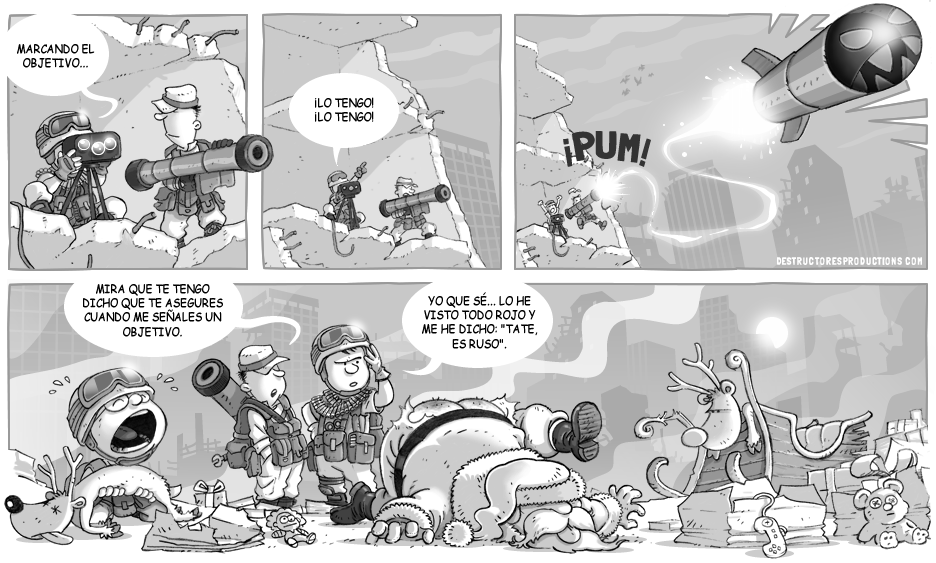 MARCANDO EL
OBJETIVO...
¡LO TENGO!
¡LO TENGO!
¡PUM!
DESTRUCTORESPRODUCTIONS.COM
MIRA QUE TE TENGO
DICHO QUE TE ASEGURES
CUANDO ME SEÑALES UN
OBJETIVO.
YO QUE SÉ... LO HE
VISTO TODO ROJO Y
ME HE DICHO: "TATE,
ES RUSO".